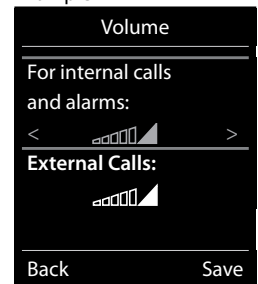 Volume
For internal calls
and alarms:
< >
External Calls:
Back Save